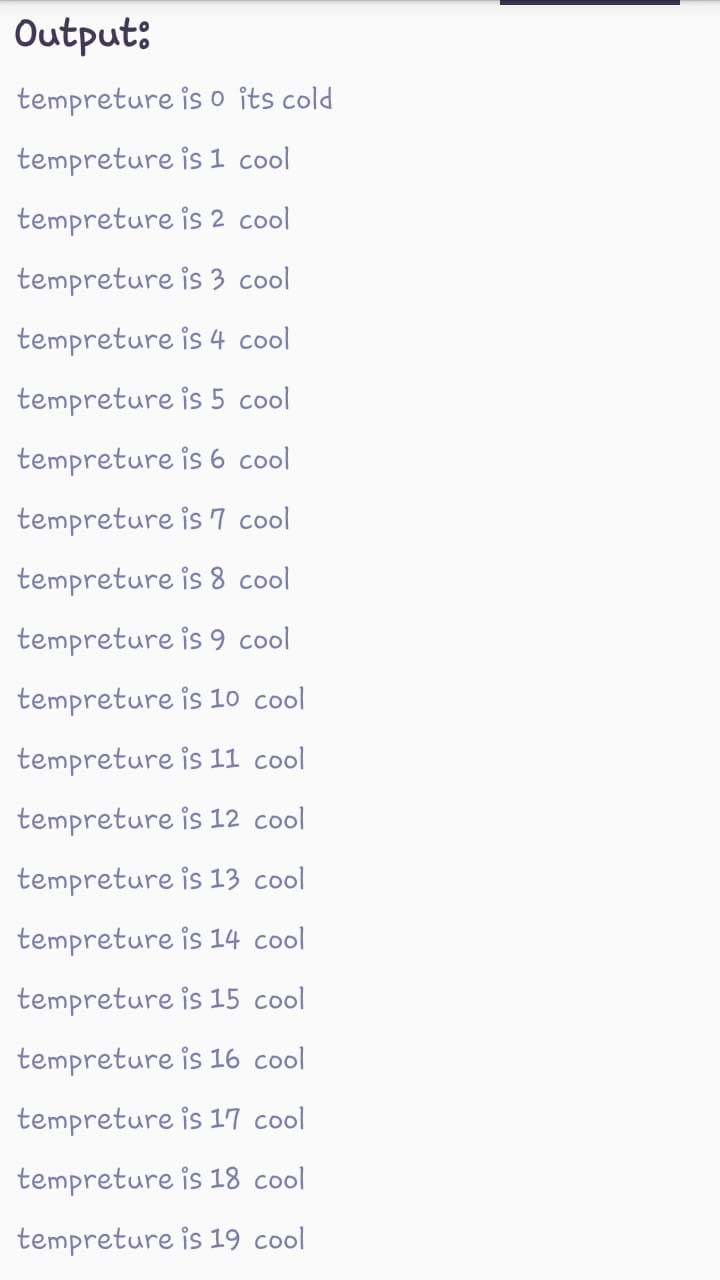 Output:
tempreture is 0 its cold
tempreture is 1 cool
tempreture is 2 cool
tempreture is 3 cool
tempreture is 4 cool
tempreture is 5 cool
tempreture is 6 cool
tempreture is 7 cool
tempreture is 8 cool
tempreture is 9 cool
tempreture is 10 cool
tempreture is 11 cool
tempreture is 12 cool
tempreture is 13 cool
tempreture is 14 cool
tempreture is 15 cool
tempreture is 16 cool
tempreture is 17 cool
tempreture is 18 cool
tempreture is 19 cool